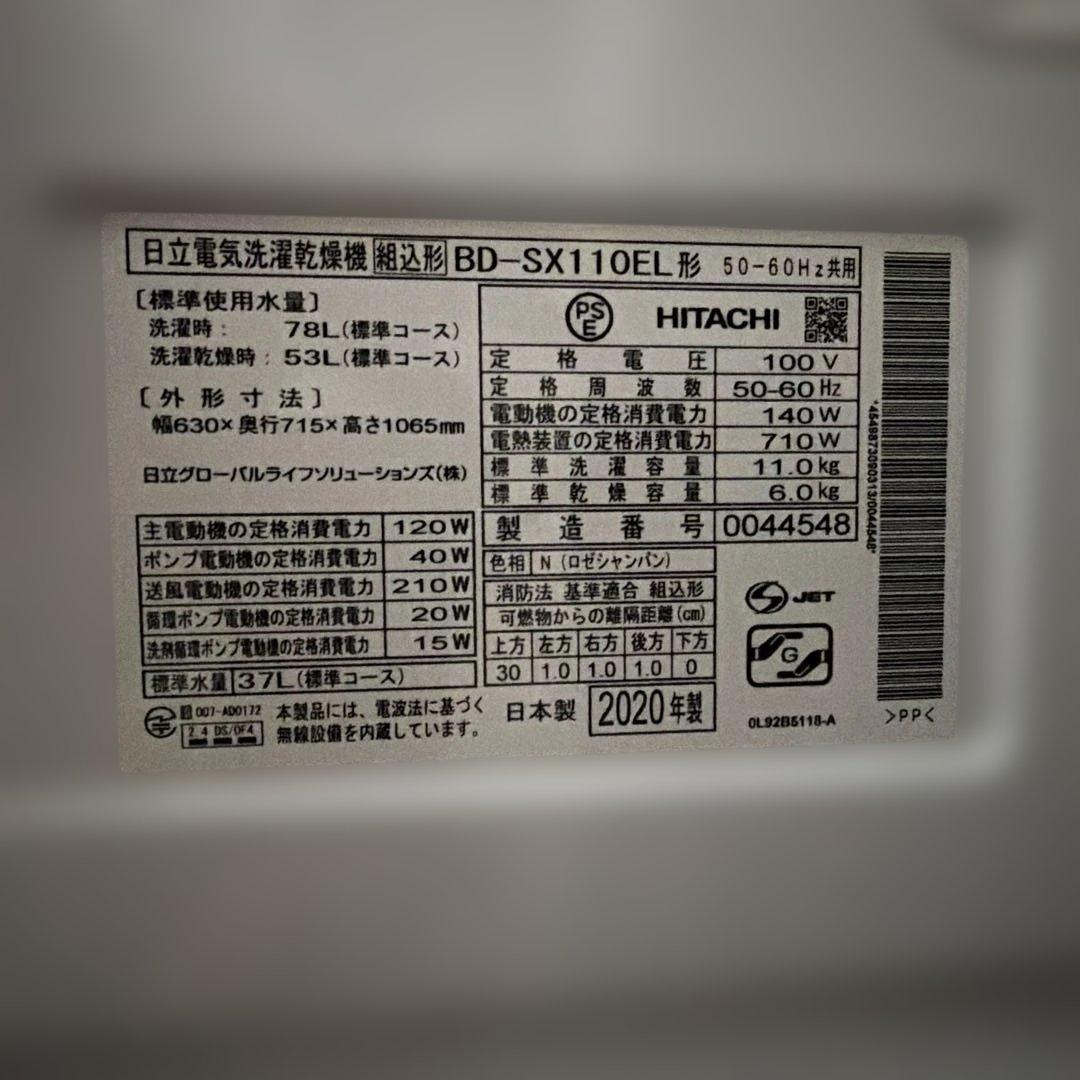 日立電気洗濯乾燥機 組込形 BD-SX110EL形 50-60Hz共用
〔標準使用水量〕
洗濯時: 78L(標準コース)
洗濯乾燥時: 53L(標準コース)
〔外形寸法〕
幅630×奥行715×高さ1065mm
日立グローバルライフソリューションズ(株)
主電動機の定格消費電力 120W
ポンプ電動機の定格消費電力 40W
送風電動機の定格消費電力 210W
循環ポンプ電動機の定格消費電力 20W
洗剤循環ポンプ電動機の定格消費電力 15W
標準水量 37L(標準コース)
007-AD0172
2.4 DS/OF4
本製品には、電波法に基づく
無線設備を内蔵しています。
PSE HITACHI
定格電圧 100V
定格周波数 50-60Hz
電動機の定格消費電力 140W
電熱装置の定格消費電力 710W
標準洗濯容量 11.0kg
標準乾燥容量 6.0kg
製造番号 0044548
色相 N(ロゼシャンパン)
消防法 基準適合 組込形
可燃物からの離隔距離(cm)
上方 左方 右方 後方 下方
30 1.0 1.0 1.0 0
日本製 2020年製
JET
G
0L92B5118-A
*4549873090313/0044548*
>PP<